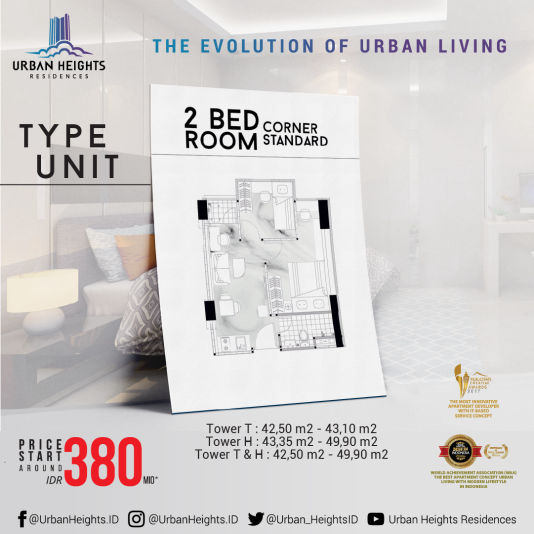 URBAN HEIGHTS
RESIDENCES
THE EVOLUTION OF URBAN LIVING
TYPE
UNIT
2 BED
ROOM
CORNER
STANDARD
Tower T : 42,50 m2 - 43,10 m2
Tower H : 43,35 m2 - 49,90 m2
Tower T & H : 42,50 m2 - 49,90 m2
PRICE
START
AROUND
IDR
380
MIO*
2017
THE MOST INNOVATIVE
APARTMENT DEVELOPER
WITH IT BASED
SERVICE CONCEPT
WORLD ACHIEVEMENT ASSOCIATION (WAA)
THE BEST APARTMENT CONCEPT URBAN
LIVING WITH MODERN LIFESTYLE
IN INDONESIA
@UrbanHeights.ID
@UrbanHeights.ID
@Urban_HeightsID
Urban Heights Residences